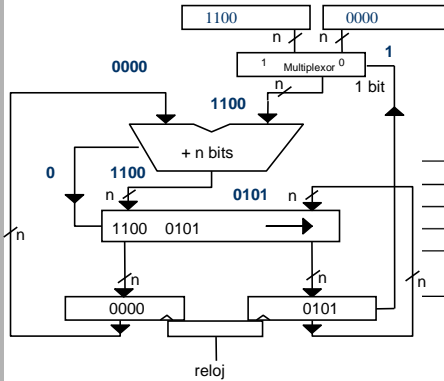 1100 0000
n n
1 Multiplexor 0 1
0000 n 1 bit
1100
+ n bits
0 1100
n 0101 n
1100 0101
n n n n
0000 0101
reloj